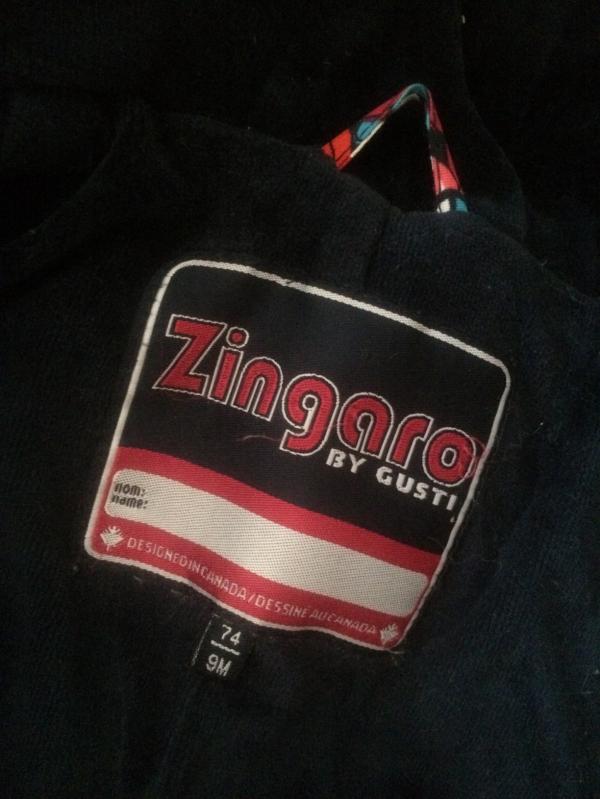 Zingaro
BY GUSTI
nom:
name:
DESIGNED IN CANADA / DESSINÉ AU CANADA
74
9M